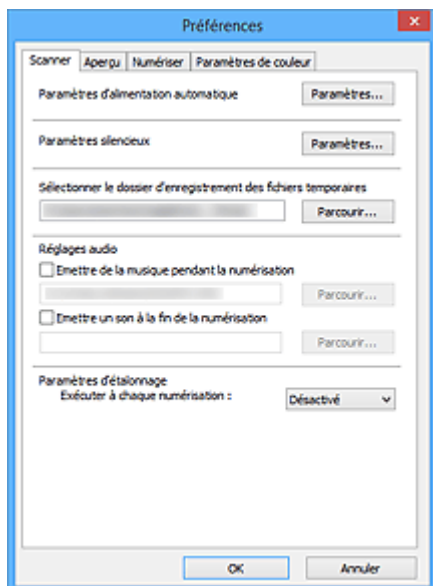 Préférences
Scanner Aperçu Numériser Paramètres de couleur
Paramètres d'alimentation automatique Paramètres...
Paramètres silencieux Paramètres...
Sélectionner le dossier d'enregistrement des fichiers temporaires
Parcourir...
Réglages audio
Emettre de la musique pendant la numérisation
Parcourir...
Emettre un son à la fin de la numérisation
Parcourir...
Paramètres d'étalonnage
Exécuter à chaque numérisation : Désactivé
OK Annuler